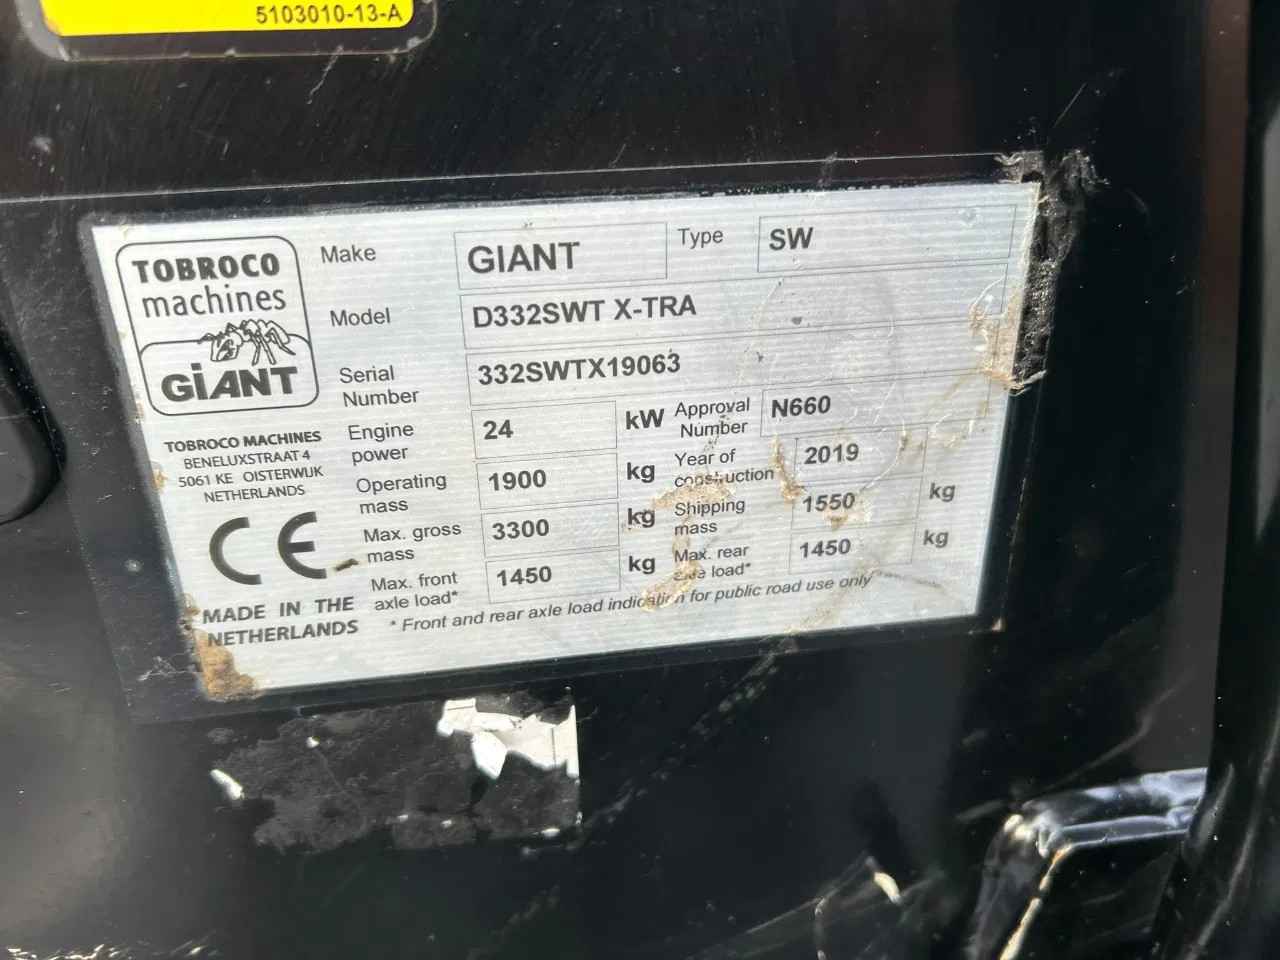 5103010-13-A
TOBROCO
machines
GiANT
TOBROCO MACHINES
BENELUXSTRAAT 4
5061 KE OISTERWIJK
NETHERLANDS
CE
MADE IN THE
NETHERLANDS
Make GIANT Type SW
Model D332SWT X-TRA
Serial Number 332SWTX19063
Engine power 24 kW Approval Number N660
Operating mass 1900 kg Year of construction 2019
Max. gross mass 3300 kg Shipping mass 1550 kg
Max. front axle load* 1450 kg Max. rear axle load* 1450 kg
* Front and rear axle load indication for public road use only